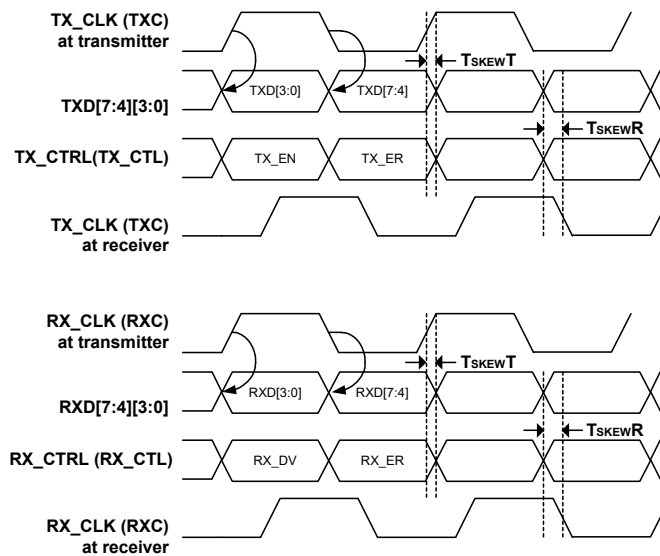 TX_CLK (TXC)
at transmitter
TSKEWT
TXD[7:4][3:0]
TXD[3:0]
TXD[7:4]
TSKEWR
TX_CTRL(TX_CTL)
TX_EN
TX_ER
TX_CLK (TXC)
at receiver
RX_CLK (RXC)
at transmitter
TSKEWT
RXD[7:4][3:0]
RXD[3:0]
RXD[7:4]
TSKEWR
RX_CTRL (RX_CTL)
RX_DV
RX_ER
RX_CLK (RXC)
at receiver